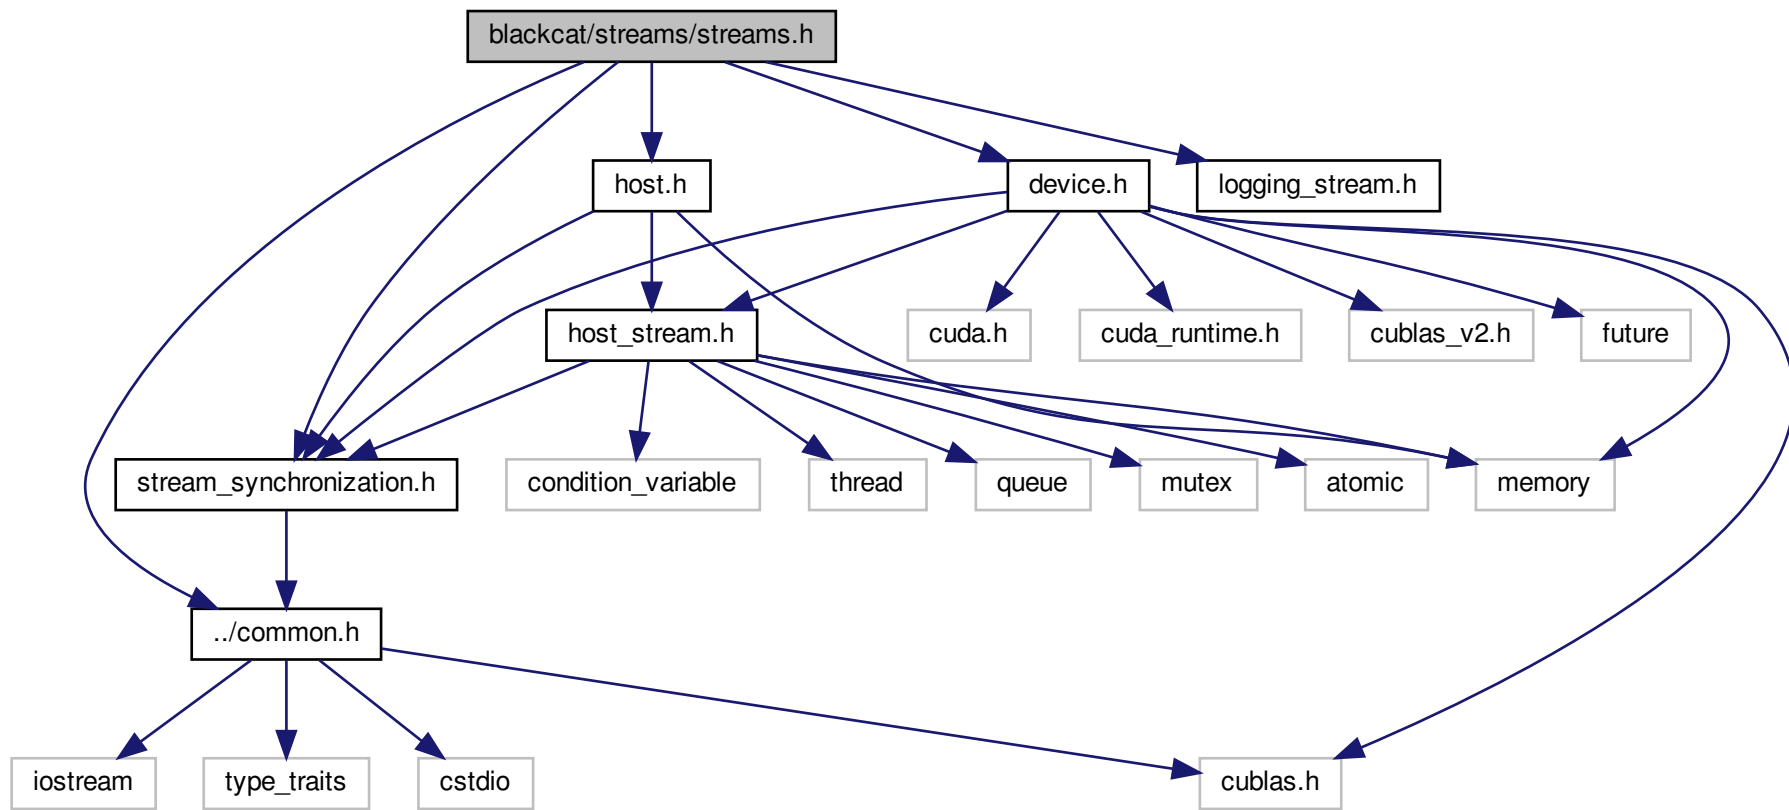 blackcat/streams/streams.h
host.h
device.h
logging_stream.h
host_stream.h
cuda.h
cuda_runtime.h
cublas_v2.h
future
stream_synchronization.h
condition_variable
thread
queue
mutex
atomic
memory
../common.h
iostream
type_traits
cstdio
cublas.h